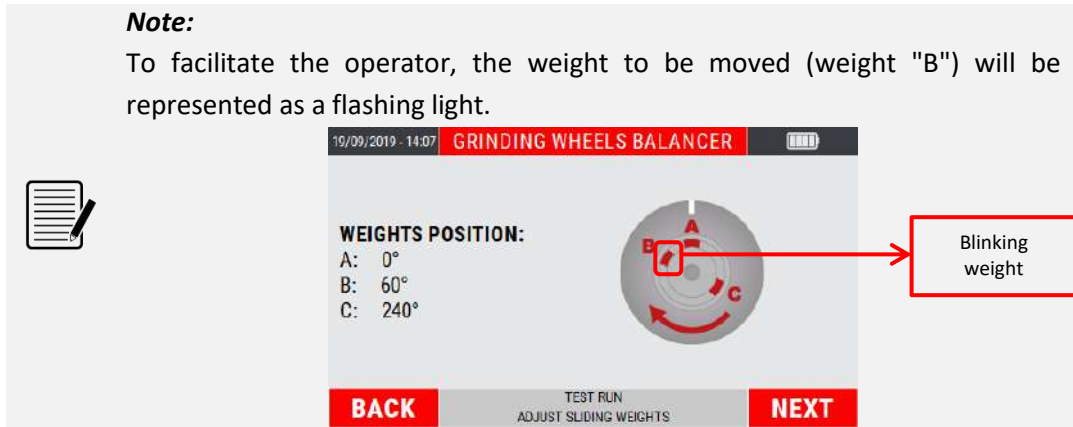 Note:
To facilitate the operator, the weight to be moved (weight "B") will be
represented as a flashing light.
19/09/2019 - 14:07 GRINDING WHEELS BALANCER
WEIGHTS POSITION:
A: 0°
B: 60°
C: 240°
A
B
C
Blinking
weight
BACK
TEST RUN
ADJUST SLIDING WEIGHTS
NEXT